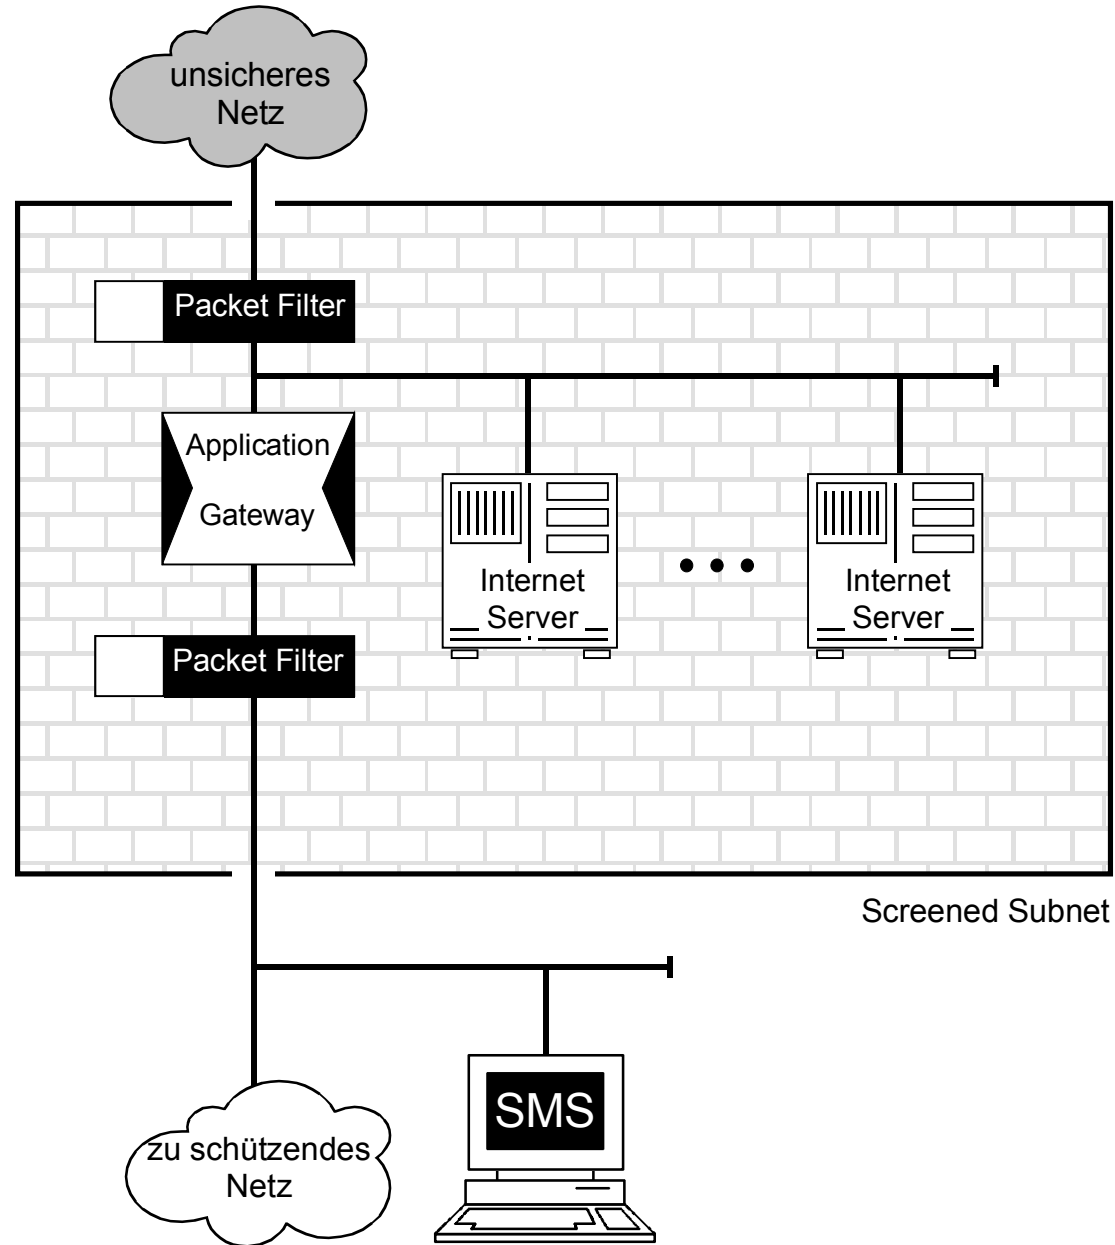 unsicheres
Netz
Packet Filter
Application
Gateway
Internet
Server
Internet
Server
Packet Filter
Screened Subnet
SMS
zu schützendes
Netz